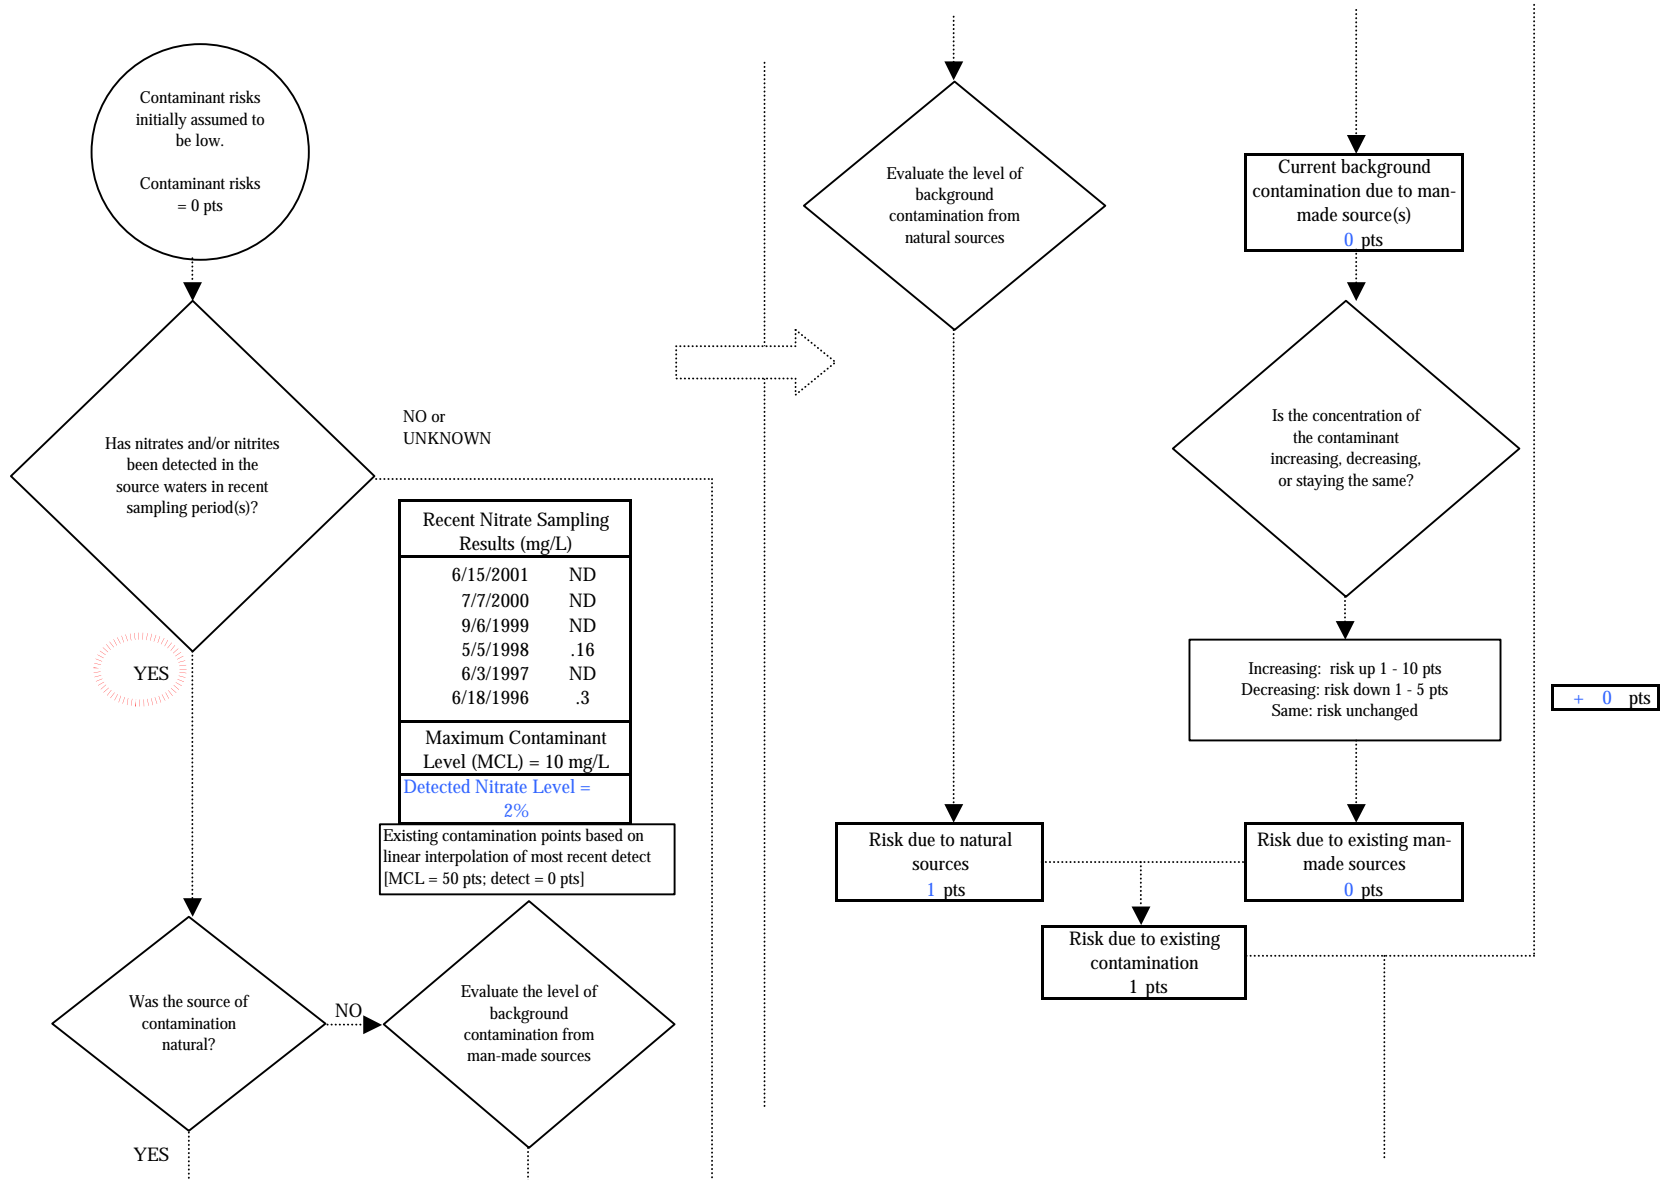 Contaminant risks
initially assumed to
be low.
Contaminant risks
= 0 pts
Has nitrates and/or nitrites
been detected in the
source waters in recent
sampling period(s)?
NO or
UNKNOWN
YES
Recent Nitrate Sampling
Results (mg/L)
6/15/2001 ND
7/7/2000 ND
9/6/1999 ND
5/5/1998 .16
6/3/1997 ND
6/18/1996 .3
Maximum Contaminant
Level (MCL) = 10 mg/L
Detected Nitrate Level =
2%
Existing contamination points based on
linear interpolation of most recent detect
[MCL = 50 pts; detect = 0 pts]
Was the source of
contamination
natural?
NO
YES
Evaluate the level of
background
contamination from
man-made sources
Evaluate the level of
background
contamination from
natural sources
Current background
contamination due to man-
made source(s)
0 pts
Is the concentration of
the contaminant
increasing, decreasing,
or staying the same?
Increasing: risk up 1 - 10 pts
Decreasing: risk down 1 - 5 pts
Same: risk unchanged
+ 0 pts
Risk due to natural
sources
1 pts
Risk due to existing man-
made sources
0 pts
Risk due to existing
contamination
1 pts